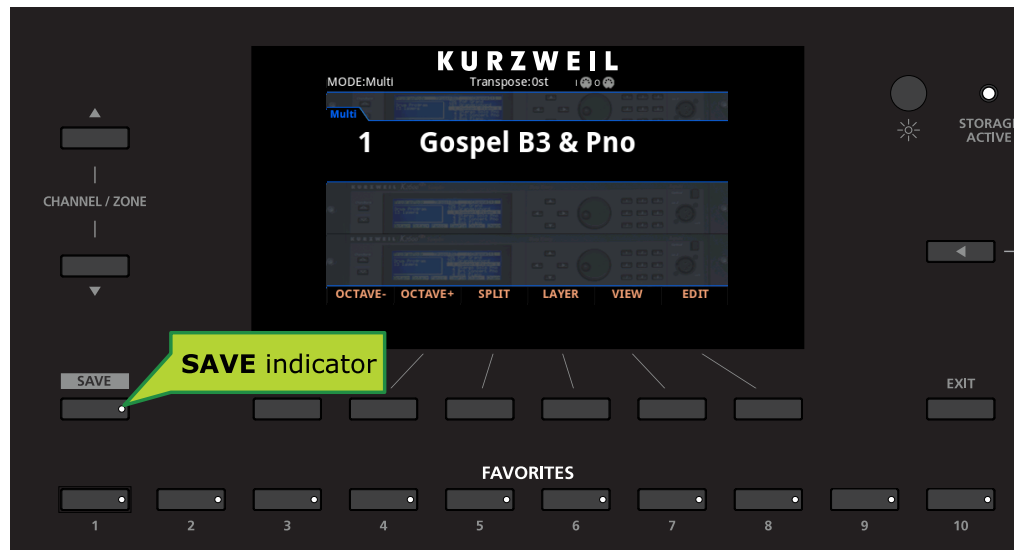 KURZWEIL
MODE:Multi Transpose:0st I O
Multi
1 Gospel B3 & Pno
STORAG
ACTIVE
CHANNEL / ZONE
OCTAVE- OCTAVE+ SPLIT LAYER VIEW EDIT
SAVE indicator
SAVE
EXIT
FAVORITES
1 2 3 4 5 6 7 8 9 10